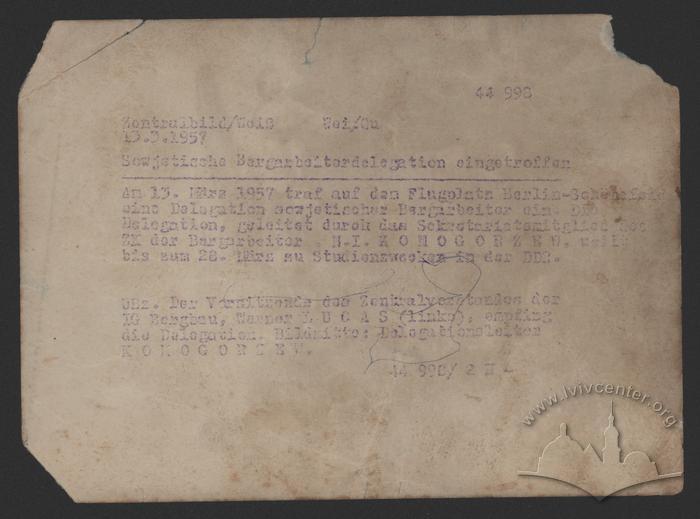 44 998
Zentralbild/Weiß Wei/Qu
13.3.1957
Sowjetische Bergarbeiterdelegation eingetroffen
Am 13. März 1957 traf auf dem Flugplatz Berlin-Schönefeld
eine Delegation sowjetischer Bergarbeiter ein. Die
Delegation, geleitet durch das Sekretariatsmitglied des
ZK der Bergarbeiter N.I. KOMOGORZEW, weilt
bis zum 28. März zu Studienzwecken in der DDR.
UBz. Der Vorsitzende des Zentralvorstandes der
IG Bergbau, Werner LUCAS (links), empfing
die Delegation. Bildmitte: Delegationsleiter
KOMOGORZEW.
44 998/ 2 N
www.lvivcenter.org